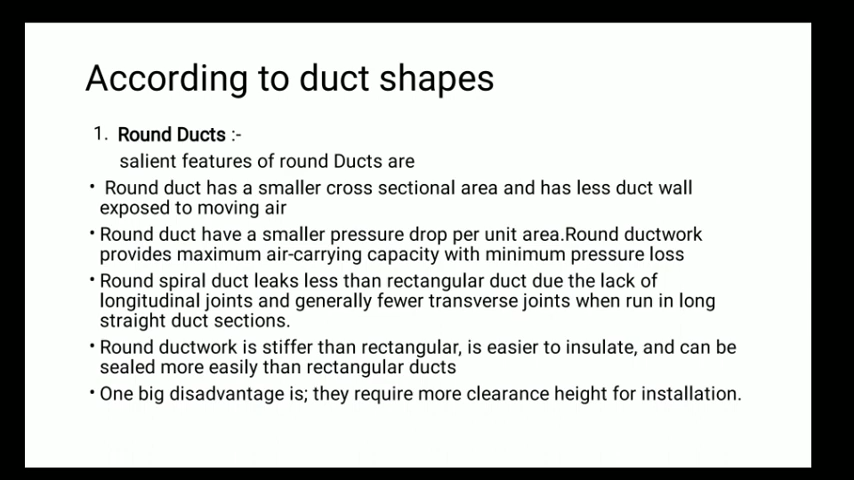 According to duct shapes
1. Round Ducts :-
salient features of round Ducts are
• Round duct has a smaller cross sectional area and has less duct wall
exposed to moving air
• Round duct have a smaller pressure drop per unit area.Round ductwork
provides maximum air-carrying capacity with minimum pressure loss
• Round spiral duct leaks less than rectangular duct due the lack of
longitudinal joints and generally fewer transverse joints when run in long
straight duct sections.
• Round ductwork is stiffer than rectangular, is easier to insulate, and can be
sealed more easily than rectangular ducts
• One big disadvantage is; they require more clearance height for installation.